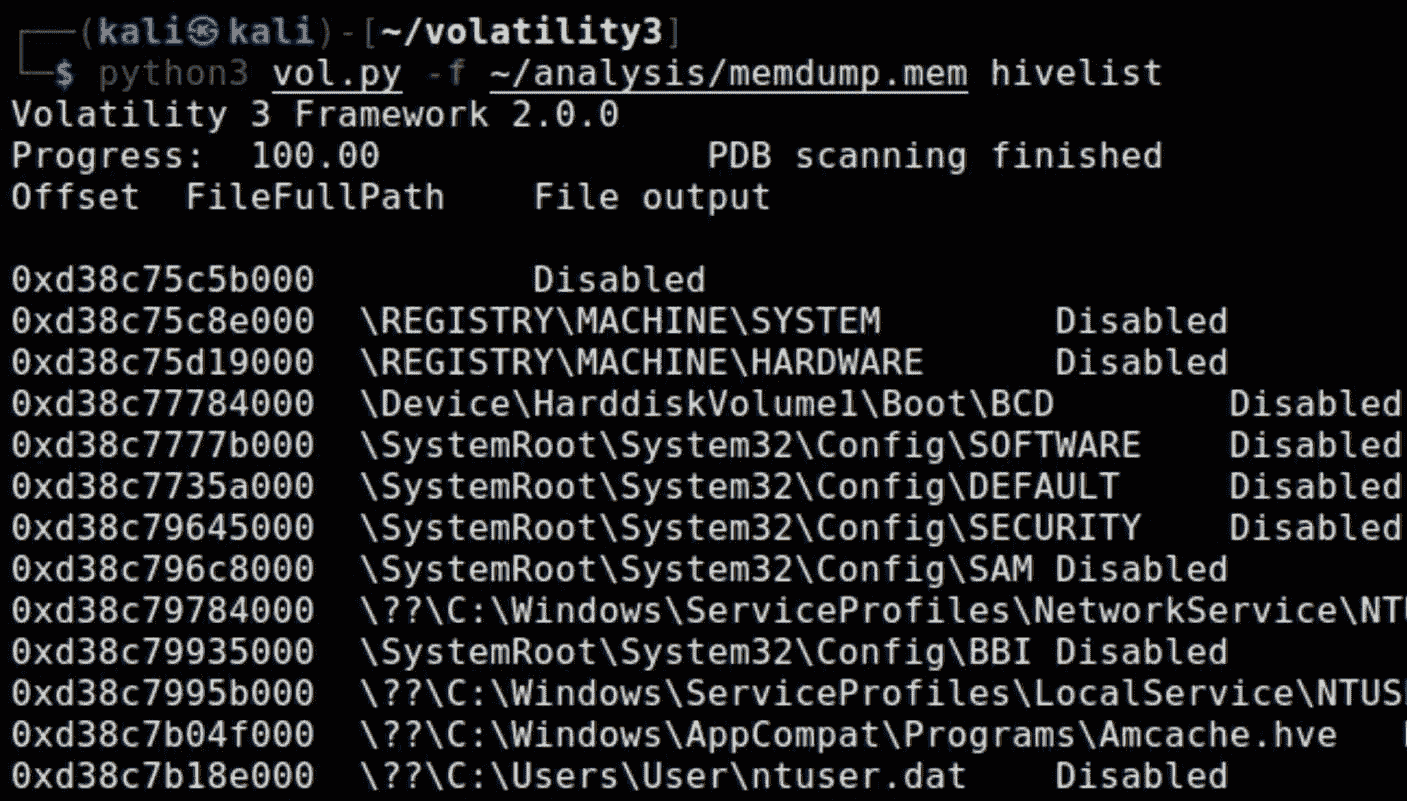 (kali㉿kali)-[~/volatility3]
$ python3 vol.py -f ~/analysis/memdump.mem hivelist
Volatility 3 Framework 2.0.0
Progress: 100.00 PDB scanning finished
Offset FileFullPath File output
0xd38c75c5b000 Disabled
0xd38c75c8e000 \REGISTRY\MACHINE\SYSTEM Disabled
0xd38c75d19000 \REGISTRY\MACHINE\HARDWARE Disabled
0xd38c77784000 \Device\HarddiskVolume1\Boot\BCD Disabled
0xd38c7777b000 \SystemRoot\System32\Config\SOFTWARE Disabled
0xd38c7735a000 \SystemRoot\System32\Config\DEFAULT Disabled
0xd38c79645000 \SystemRoot\System32\Config\SECURITY Disabled
0xd38c796c8000 \SystemRoot\System32\Config\SAM Disabled
0xd38c79784000 \??\C:\Windows\ServiceProfiles\NetworkService\NT
0xd38c79935000 \SystemRoot\System32\Config\BBI Disabled
0xd38c7995b000 \??\C:\Windows\ServiceProfiles\LocalService\NTUS
0xd38c7b04f000 \??\C:\Windows\AppCompat\Programs\Amcache.hve
0xd38c7b18e000 \??\C:\Users\User\ntuser.dat Disabled